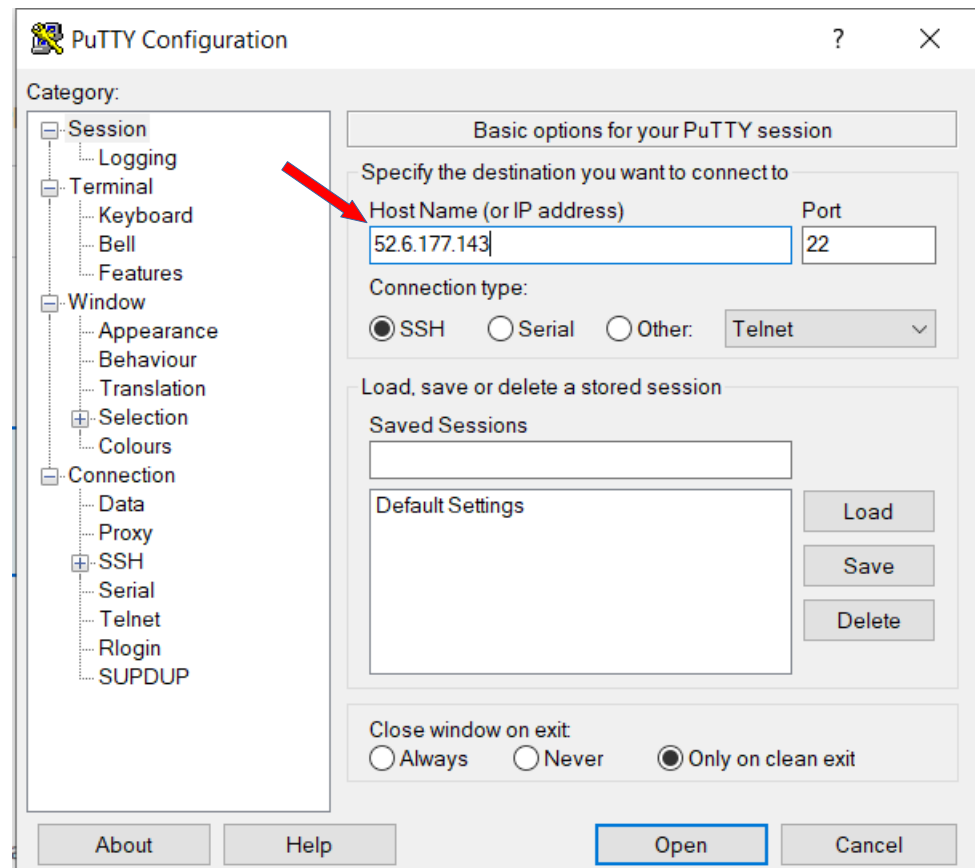 PuTTY Configuration
?
Category:
Session
Logging
Terminal
Keyboard
Bell
Features
Window
Appearance
Behaviour
Translation
Selection
Colours
Connection
Data
Proxy
SSH
Serial
Telnet
Rlogin
SUPDUP
Basic options for your PuTTY session
Specify the destination you want to connect to
Host Name (or IP address) Port
52.6.177.143 22
Connection type:
SSH Serial Other: Telnet
Load, save or delete a stored session
Saved Sessions
Default Settings
Load
Save
Delete
Close window on exit:
Always Never Only on clean exit
About Help Open Cancel